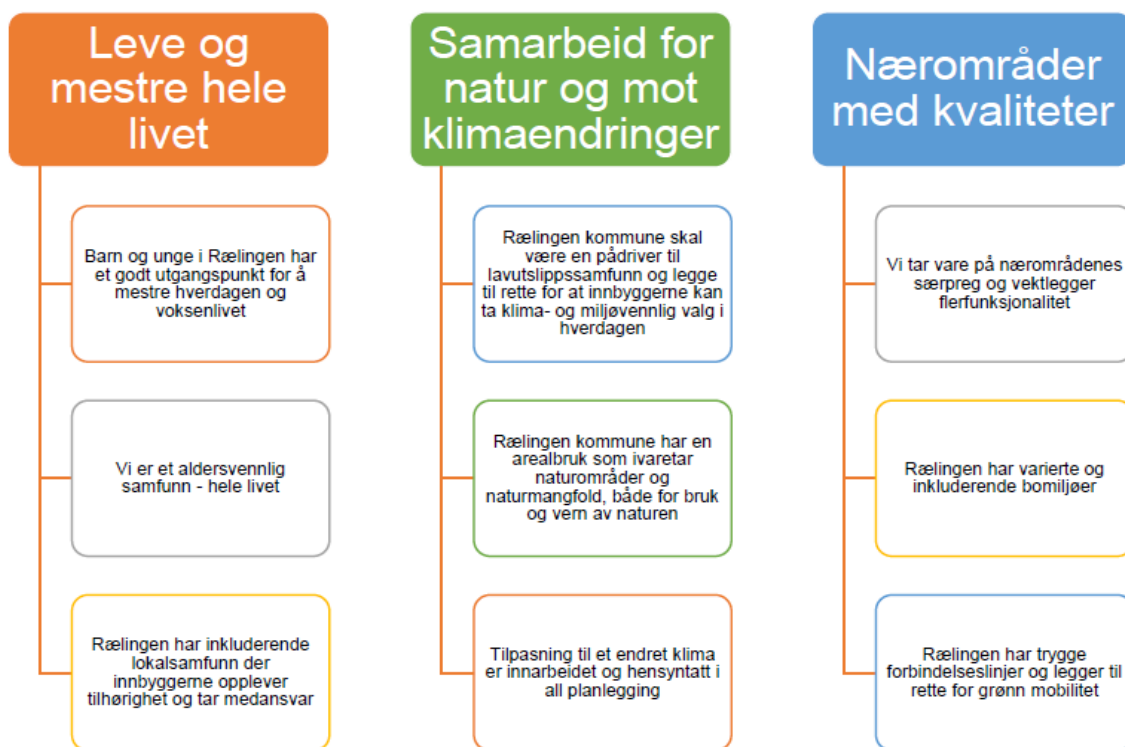 Leve og
mestre hele
livet
Barn og unge i Rælingen har
et godt utgangspunkt for å
mestre hverdagen og
voksenlivet
Vi er et aldersvennlig
samfunn - hele livet
Rælingen har inkluderende
lokalsamfunn der
innbyggerne opplever
tilhørighet og tar medansvar
Samarbeid for
natur og mot
klimaendringer
Rælingen kommune skal
være en pådriver til
lavutslippssamfunn og legge
til rette for at innbyggerne kan
ta klima- og miljøvennlig valg i
hverdagen
Rælingen kommune har en
arealbruk som ivaretar
naturområder og
naturmangfold, både for bruk
og vern av naturen
Tilpasning til et endret klima
er innarbeidet og hensyntatt i
all planlegging
Nærområder
med kvaliteter
Vi tar vare på nærområdenes
særpreg og vektlegger
flerfunksjonalitet
Rælingen har varierte og
inkluderende bomiljøer
Rælingen har trygge
forbindelseslinjer og legger til
rette for grønn mobilitet